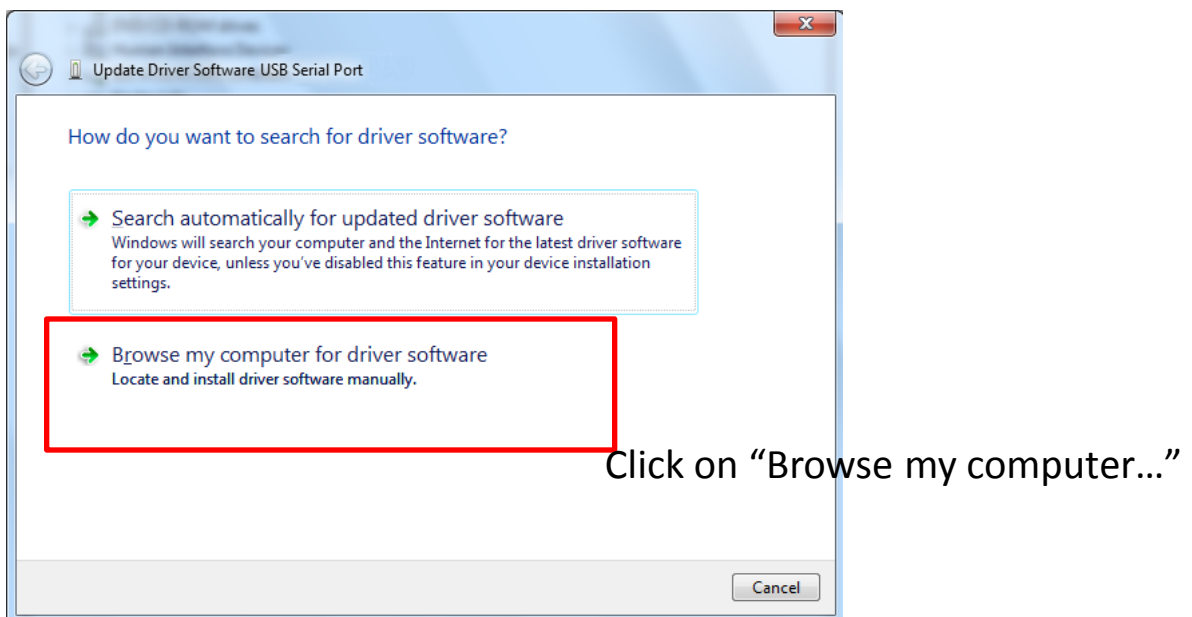 Update Driver Software USB Serial Port
How do you want to search for driver software?
Search automatically for updated driver software
Windows will search your computer and the Internet for the latest driver software
for your device, unless you've disabled this feature in your device installation
settings.
Browse my computer for driver software
Locate and install driver software manually.
Click on “Browse my computer…”
Cancel